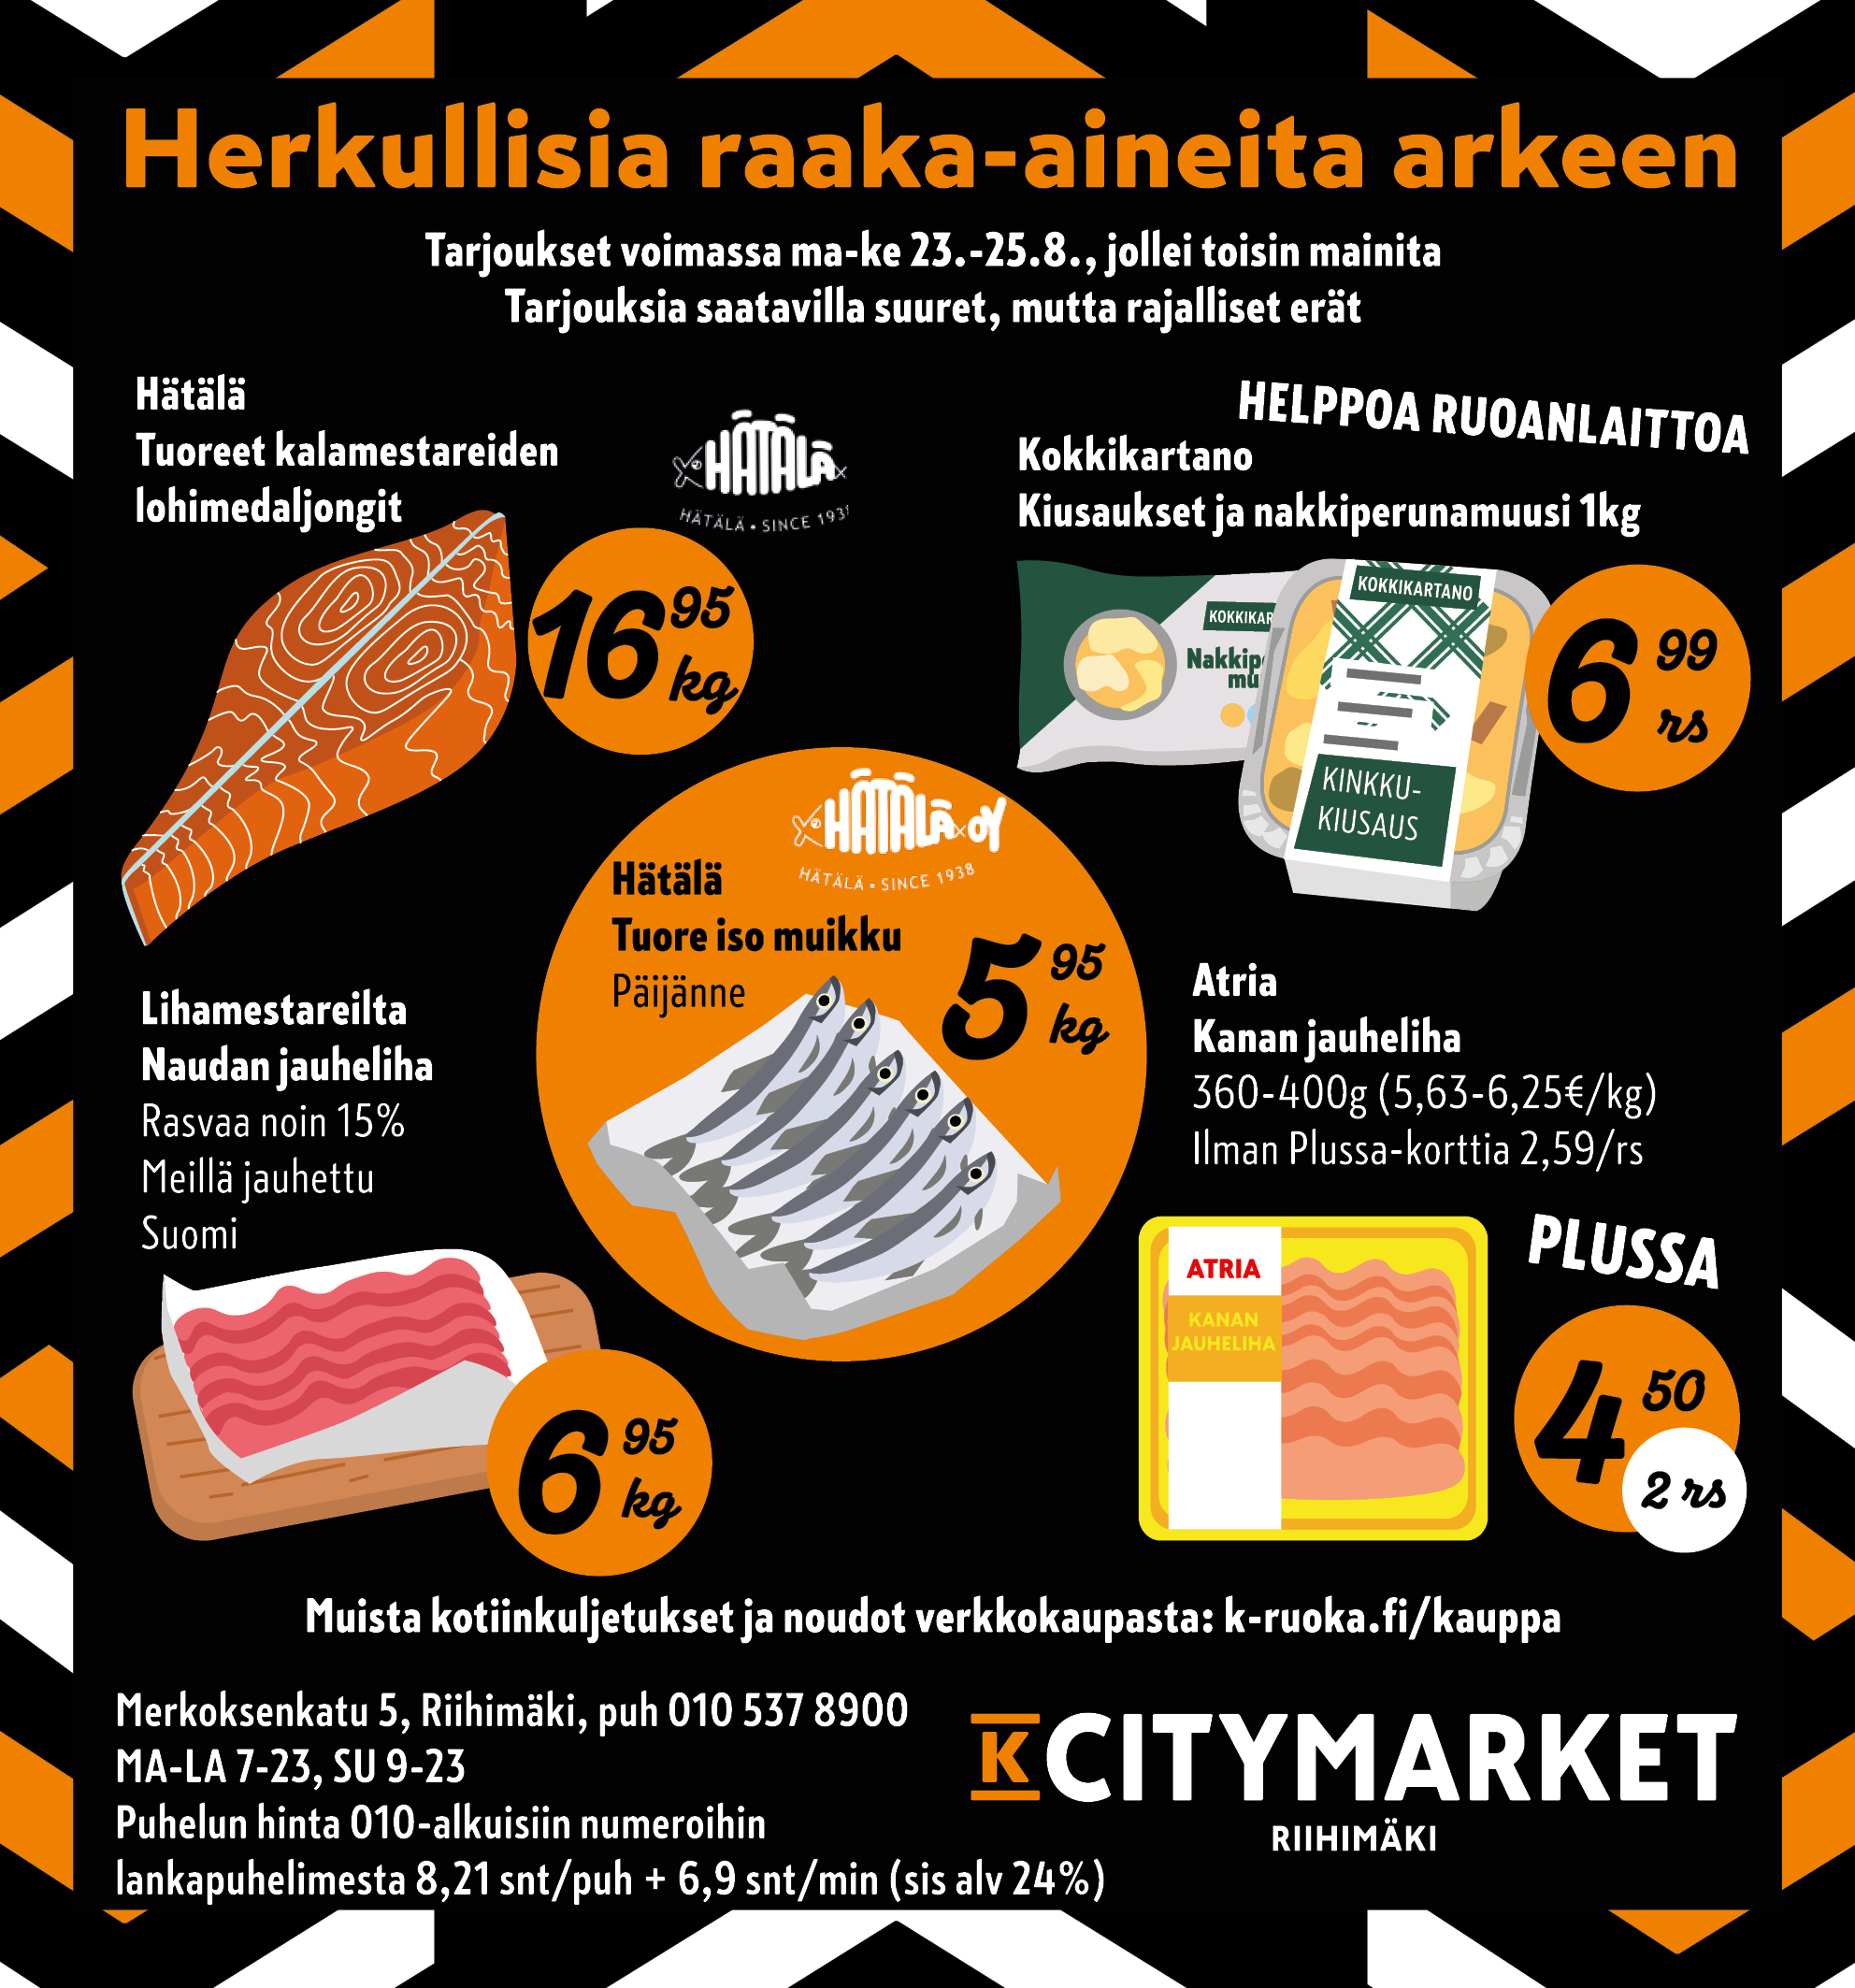 Herkullisia raaka-aineita arkeen
Tarjoukset voimassa ma-ke 23.-25.8., jollei toisin mainita
Tarjouksia saatavilla suuret, mutta rajalliset erät
Hätälä
Tuoreet kalamestareiden
lohimedaljongit
HÄTÄLÄ
HÄTÄLÄ • SINCE 193
16 95
kg
HELPPOA RUOANLAITTOA
Kokkikartano
Kiusaukset ja nakkiperunamuusi 1kg
KOKKIKAR
Nakkip
mu
KOKKIKARTANO
KINKKU-
KIUSAUS
6 99
rs
HÄTÄLÄ OY
HÄTÄLÄ • SINCE 1938
Hätälä
Tuore iso muikku
Päijänne
5 95
kg
Lihamestareilta
Naudan jauheliha
Rasvaa noin 15%
Meillä jauhettu
Suomi
6 95
kg
Atria
Kanan jauheliha
360-400g (5,63-6,25€/kg)
Ilman Plussa-korttia 2,59/rs
ATRIA
KANAN
JAUHELIHA
PLUSSA
4 50
2 rs
Muista kotiinkuljetukset ja noudot verkkokaupasta: k-ruoka.fi/kauppa
Merkoksenkatu 5, Riihimäki, puh 010 537 8900
MA-LA 7-23, SU 9-23
Puhelun hinta 010-alkuisiin numeroihin
lankapuhelimesta 8,21 snt/puh + 6,9 snt/min (sis alv 24%)
K CITYMARKET
RIIHIMÄKI